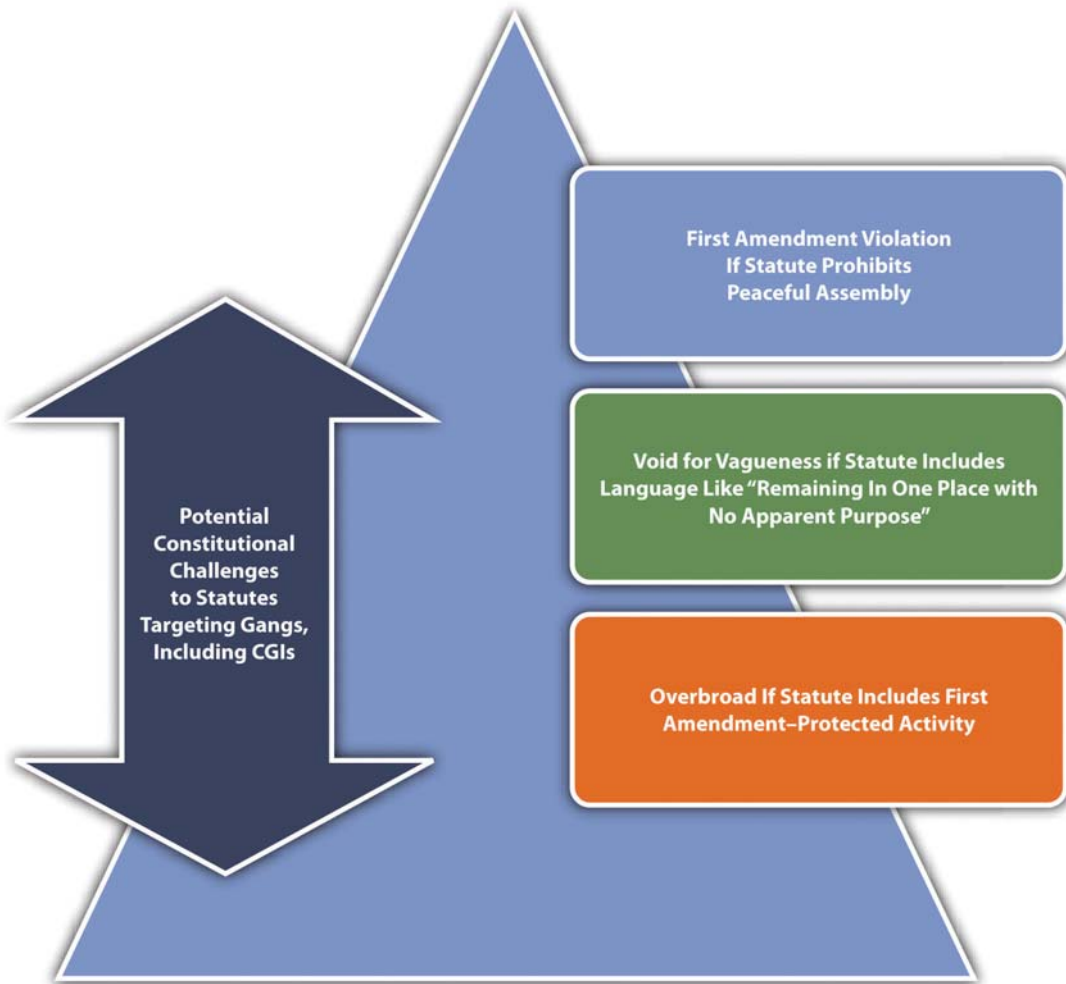 First Amendment Violation
If Statute Prohibits
Peaceful Assembly
Void for Vagueness if Statute Includes
Language Like “Remaining In One Place with
No Apparent Purpose”
Potential
Constitutional
Challenges
to Statutes
Targeting Gangs,
Including CGIs
Overbroad If Statute Includes First
Amendment–Protected Activity